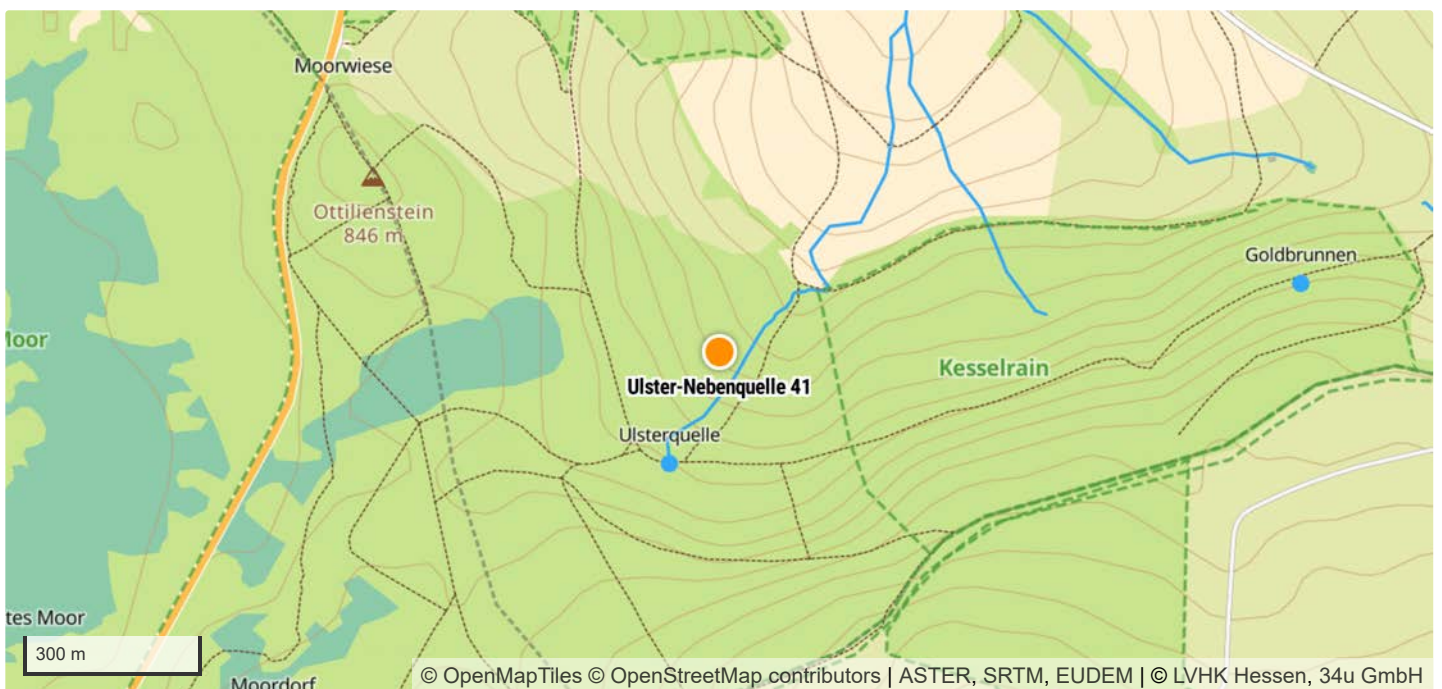 Moorwiese
Ottilienstein
846 m
Goldbrunnen
Moor
Kesselrain
Ulster-Nebenquelle 41
Ulsterquelle
tes Moor
300 m
Moordorf
© OpenMapTiles © OpenStreetMap contributors | ASTER, SRTM, EUDEM | © LVHK Hessen, 34u GmbH